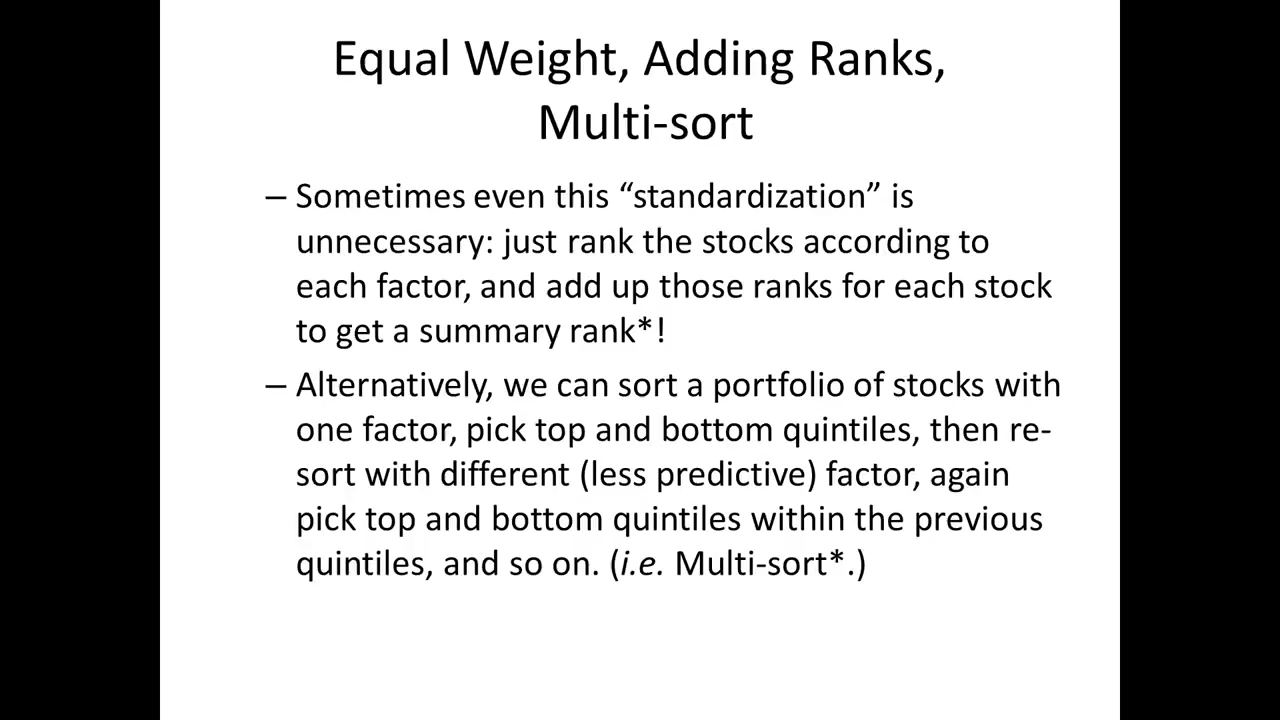 Equal Weight, Adding Ranks,
Multi-sort
– Sometimes even this “standardization” is
unnecessary: just rank the stocks according to
each factor, and add up those ranks for each stock
to get a summary rank*!
– Alternatively, we can sort a portfolio of stocks with
one factor, pick top and bottom quintiles, then re-
sort with different (less predictive) factor, again
pick top and bottom quintiles within the previous
quintiles, and so on. (i.e. Multi-sort*.)